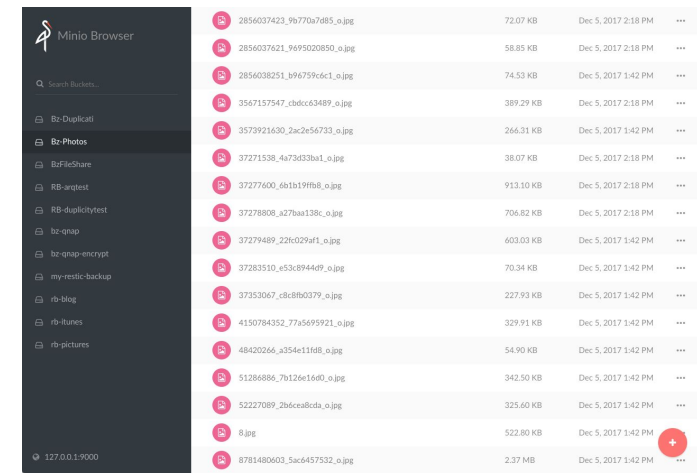 Minio Browser
Search Buckets...
Bz-Duplicati
Bz-Photos
BzFileShare
RB-arqtest
RB-duplicitytest
bz-qnap
bz-qnap-encrypt
my-restic-backup
rb-blog
rb-itunes
rb-pictures
127.0.0.1:9000
2856037423_9b770a7d85_o.jpg 72.07 KB Dec 5, 2017 2:18 PM
2856037621_9695020850_o.jpg 58.85 KB Dec 5, 2017 2:18 PM
2856038251_b96759c6c1_o.jpg 74.53 KB Dec 5, 2017 1:42 PM
3567157547_cbdcc63489_o.jpg 389.29 KB Dec 5, 2017 2:18 PM
3573921630_2ac2e56733_o.jpg 266.31 KB Dec 5, 2017 1:42 PM
37271538_4a73d33ba1_o.jpg 38.07 KB Dec 5, 2017 2:18 PM
37277600_6b1b19ffb8_o.jpg 913.10 KB Dec 5, 2017 2:18 PM
37278808_a27baa138c_o.jpg 706.82 KB Dec 5, 2017 2:18 PM
37279489_22fc029af1_o.jpg 603.03 KB Dec 5, 2017 1:42 PM
37283510_e53c8944d9_o.jpg 70.34 KB Dec 5, 2017 1:42 PM
37353067_c8c8fb0379_o.jpg 227.93 KB Dec 5, 2017 1:42 PM
4150784352_77a5695921_o.jpg 329.91 KB Dec 5, 2017 1:42 PM
48420266_a354e11fd8_o.jpg 54.90 KB Dec 5, 2017 1:42 PM
51286886_7b126e16d0_o.jpg 342.50 KB Dec 5, 2017 1:42 PM
52227089_2b6cea8cda_o.jpg 325.60 KB Dec 5, 2017 1:42 PM
8.jpg 522.80 KB Dec 5, 2017 1:42 PM
8781480603_5ac6457532_o.jpg 2.37 MB Dec 5, 2017 1:42 PM